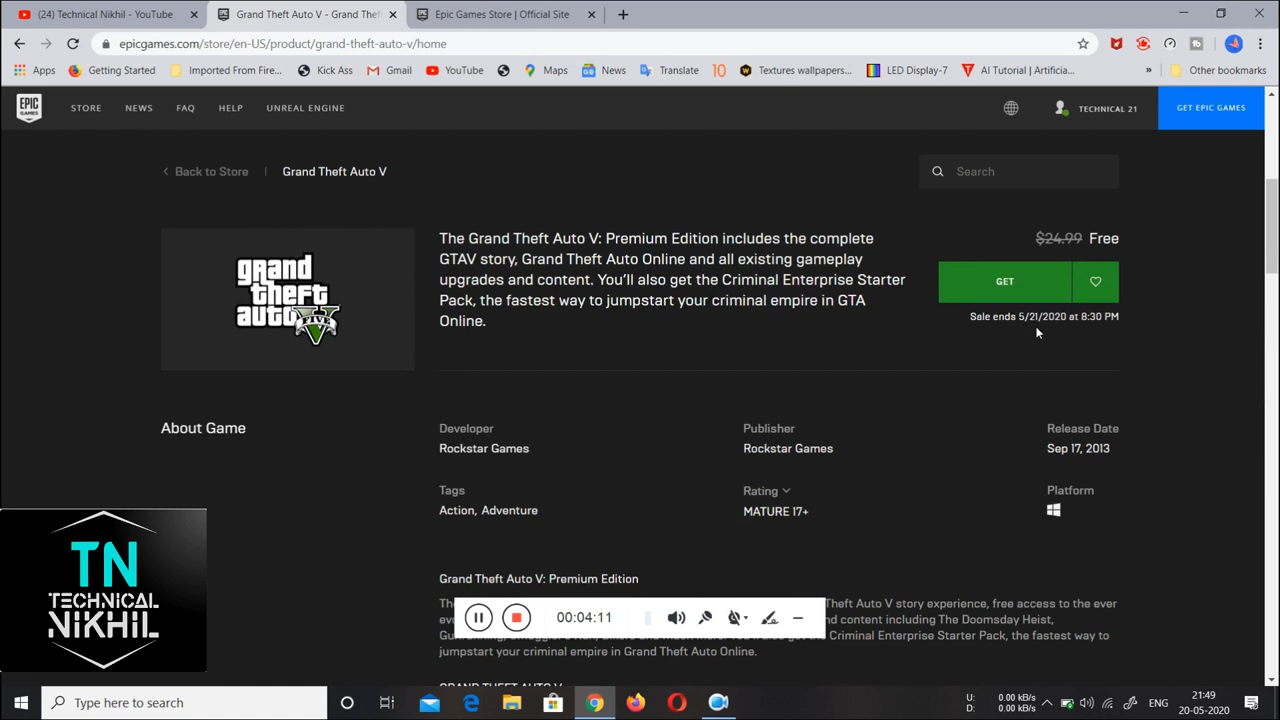 (24) Technical Nikhil - YouTube
Grand Theft Auto V - Grand Thef
Epic Games Store | Official Site
epicgames.com/store/en-US/product/grand-theft-auto-v/home
Apps
Getting Started
Imported From Fire...
Kick Ass
Gmail
YouTube
Maps
GS News
Translate
10
Textures wallpapers...
LED Display-7
T AI Tutorial | Artificia...
»
Other bookmarks
EPIC GAMES
STORE
NEWS
FAQ
HELP
UNREAL ENGINE
TECHNICAL 21
GET EPIC GAMES
Back to Store
Grand Theft Auto V
Search
grand theft auto V FIVE
The Grand Theft Auto V: Premium Edition includes the complete
GTAV story, Grand Theft Auto Online and all existing gameplay
upgrades and content. You'll also get the Criminal Enterprise Starter
Pack, the fastest way to jumpstart your criminal empire in GTA
Online.
$24.99 Free
GET
Sale ends 5/21/2020 at 8:30 PM
About Game
Developer
Rockstar Games
Publisher
Rockstar Games
Release Date
Sep 17, 2013
Tags
Action, Adventure
Rating
MATURE 17+
Platform
Grand Theft Auto V: Premium Edition
Theft Auto V story experience, free access to the ever
and content including The Doomsday Heist,
Criminal Enterprise Starter Pack, the fastest way to
jumpstart your criminal empire in Grand Theft Auto Online.
GRAND THEFT AUTO V
TN
TECHNICAL
NIKHIL
00:04:11
Type here to search
U: 0.00 kB/s
D: 0.00 kB/s
ENG
21:49
20-05-2020